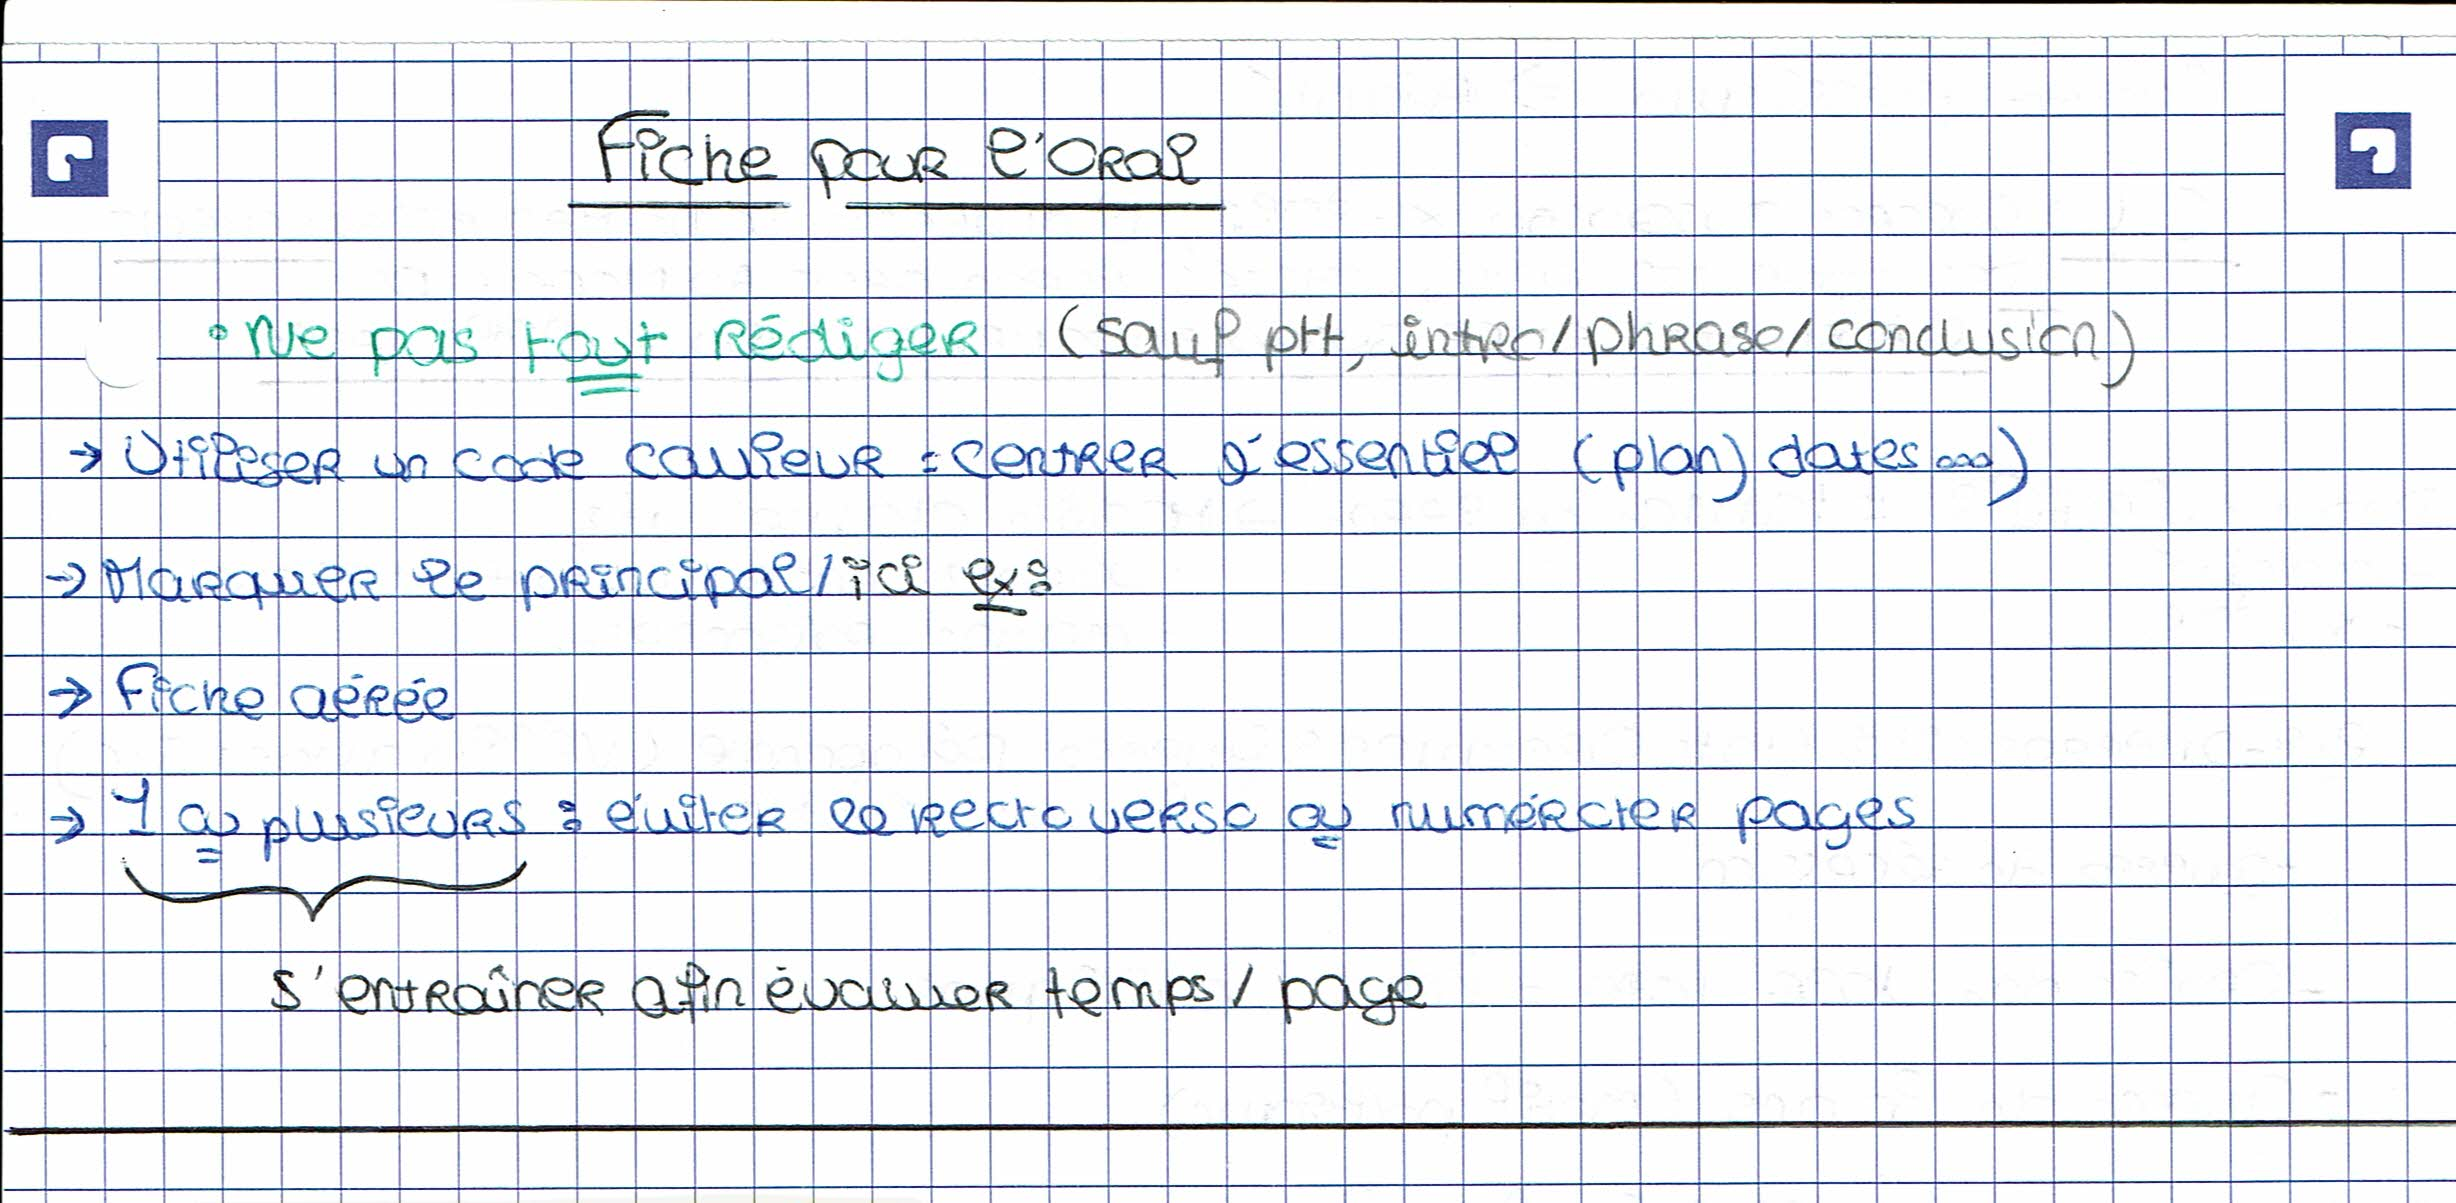 Fiche pour l'Oral
• Ne pas tout Rédiger (sauf ptt, intro/phrase/conclusion)
→ Utiliser un code couleur : centrer l'essentiel (plan) dates...)
→ Marquer le principal/ici ex:
→ Fiche aérée
→ 1 ou plusieurs : éviter le recto verso ou numéroter pages
s'entraîner afin évaluer temps / page